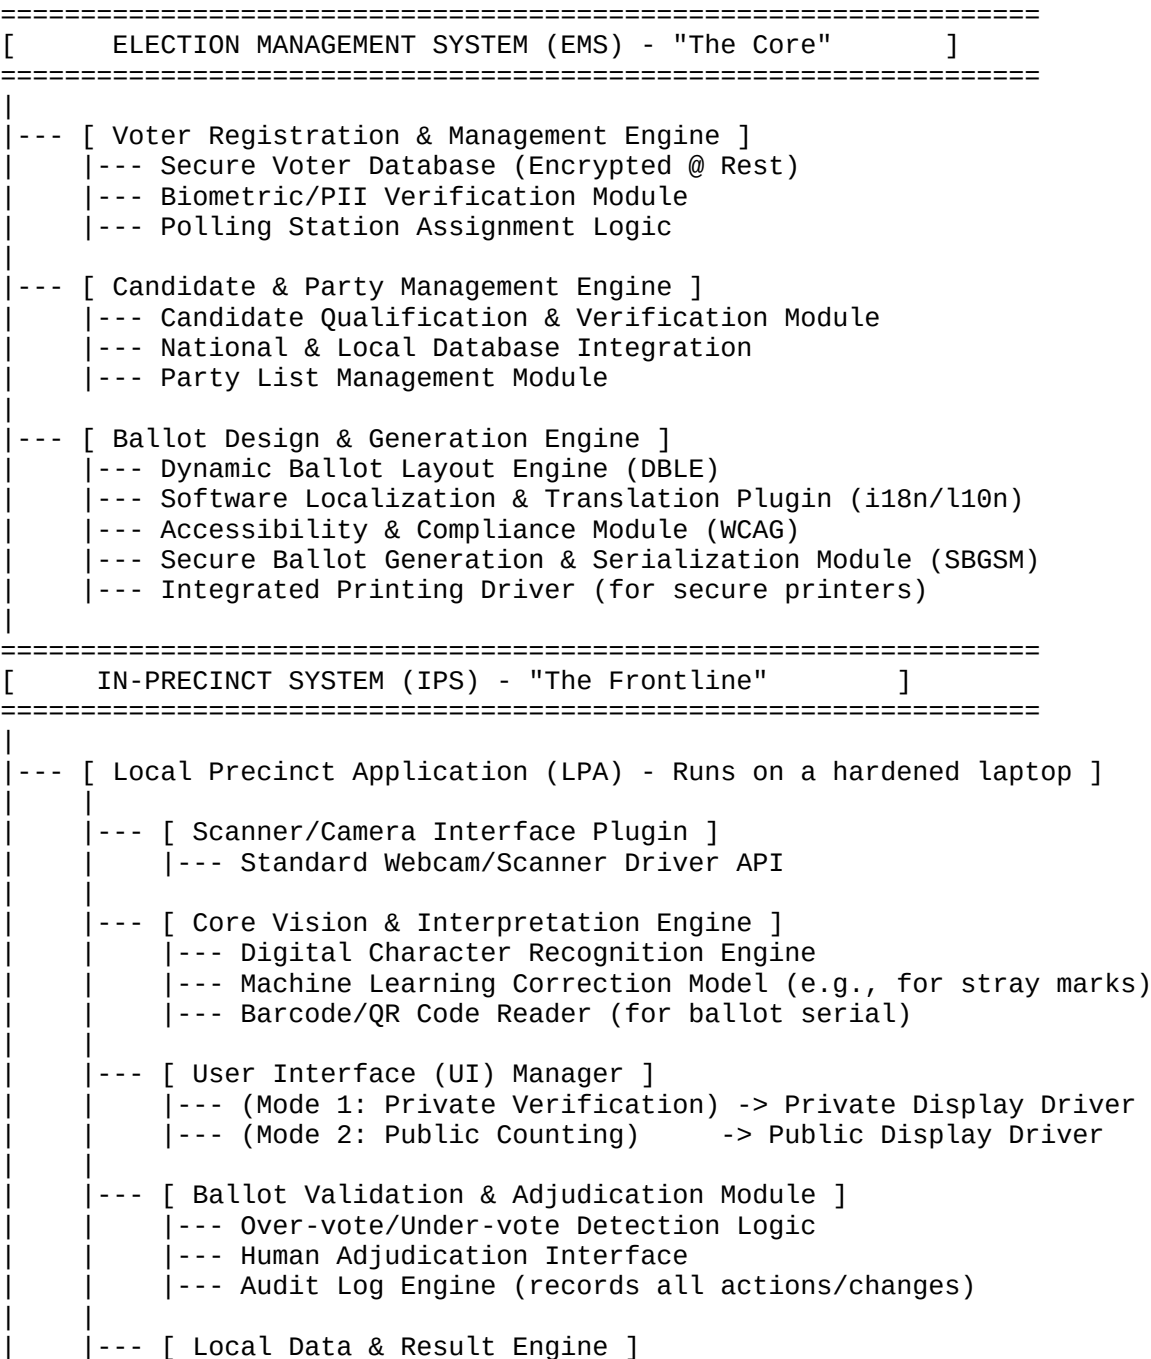 =================================================================
[      ELECTION MANAGEMENT SYSTEM (EMS) - "The Core"       ]
=================================================================
|
|--- [ Voter Registration & Management Engine ]
|    |--- Secure Voter Database (Encrypted @ Rest)
|    |--- Biometric/PII Verification Module
|    |--- Polling Station Assignment Logic
|
|--- [ Candidate & Party Management Engine ]
|    |--- Candidate Qualification & Verification Module
|    |--- National & Local Database Integration
|    |--- Party List Management Module
|
|--- [ Ballot Design & Generation Engine ]
|    |--- Dynamic Ballot Layout Engine (DBLE)
|    |--- Software Localization & Translation Plugin (i18n/l10n)
|    |--- Accessibility & Compliance Module (WCAG)
|    |--- Secure Ballot Generation & Serialization Module (SBGSM)
|    |--- Integrated Printing Driver (for secure printers)
|
=================================================================
[     IN-PRECINCT SYSTEM (IPS) - "The Frontline"        ]
=================================================================
|
|--- [ Local Precinct Application (LPA) - Runs on a hardened laptop ]
|    |
|    |--- [ Scanner/Camera Interface Plugin ]
|    |    |--- Standard Webcam/Scanner Driver API
|    |
|    |--- [ Core Vision & Interpretation Engine ]
|    |    |--- Digital Character Recognition Engine
|    |    |--- Machine Learning Correction Model (e.g., for stray marks)
|    |    |--- Barcode/QR Code Reader (for ballot serial)
|    |
|    |--- [ User Interface (UI) Manager ]
|    |    |--- (Mode 1: Private Verification) -> Private Display Driver
|    |    |--- (Mode 2: Public Counting)     -> Public Display Driver
|    |
|    |--- [ Ballot Validation & Adjudication Module ]
|    |    |--- Over-vote/Under-vote Detection Logic
|    |    |--- Human Adjudication Interface
|    |    |--- Audit Log Engine (records all actions/changes)
|    |
|    |--- [ Local Data & Result Engine ]